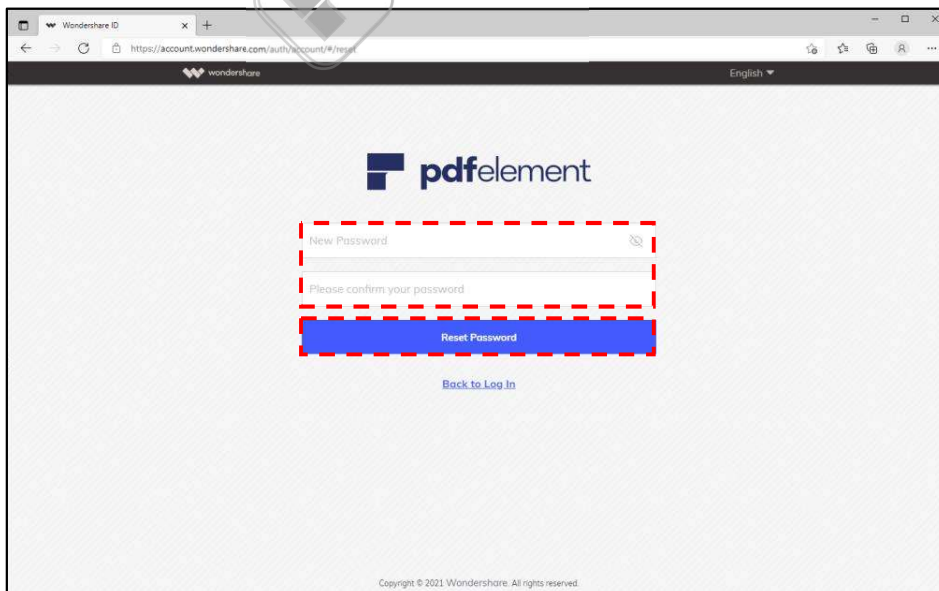 Wondershare ID
https://account.wondershare.com/auth/account/#/reset
wondershare
English
pdfelement
New Password
Please confirm your password
Reset Password
Back to Log In
Copyright © 2021 Wondershare. All rights reserved.